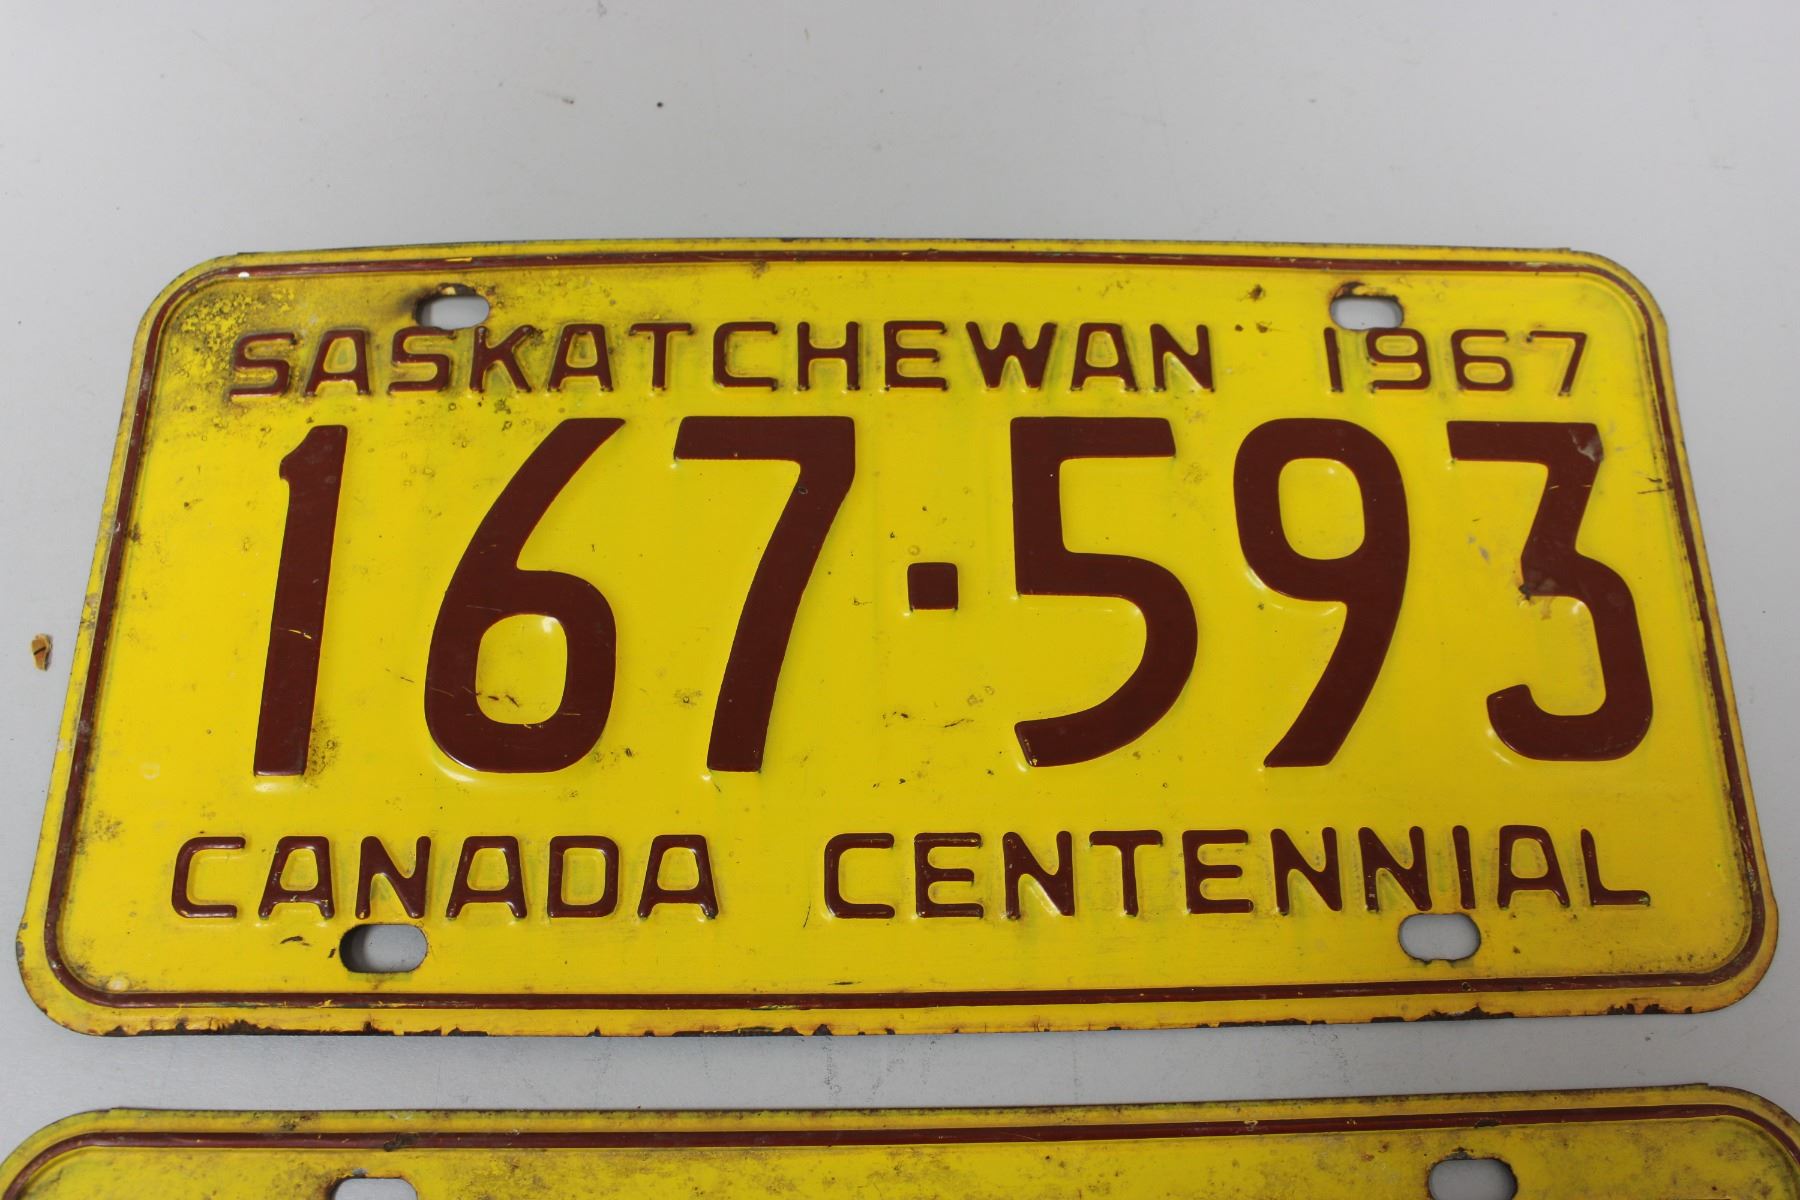 SASKATCHEWAN 1967
167·593
CANADA CENTENNIAL